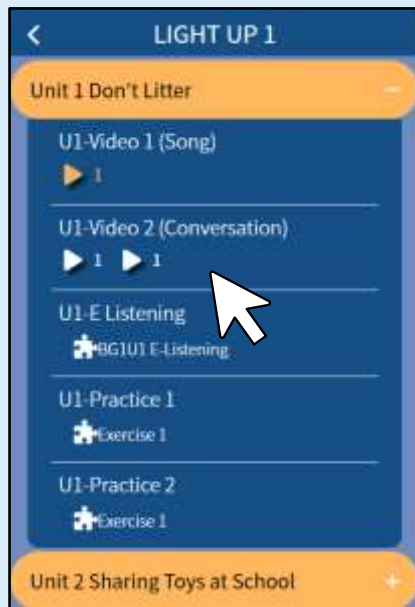 LIGHT UP 1
Unit 1 Don't Litter
U1-Video 1 (Song)
1
U1-Video 2 (Conversation)
1 1
U1-E Listening
BG1U1 E-Listening
U1-Practice 1
Exercise 1
U1-Practice 2
Exercise 1
Unit 2 Sharing Toys at School